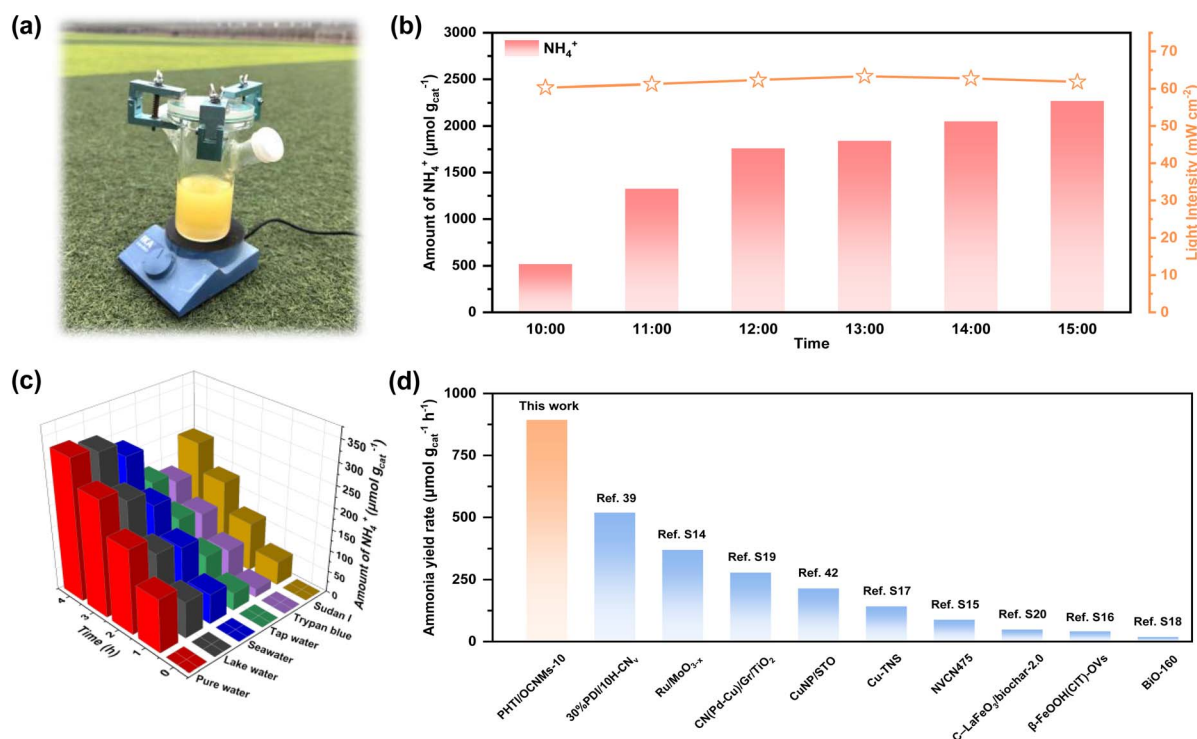 (a)
(b)
3000
2500
2000
1500
1000
500
0
Amount of NH₄⁺ (μmol g_cat⁻¹)
NH₄⁺
70
60
50
40
30
20
10
0
Light Intensity (mW cm⁻²)
10:00 11:00 12:00 13:00 14:00 15:00
Time
(c)
350
300
250
200
150
100
50
0
Amount of NH₄⁺ (μmol g_cat⁻¹)
4 3 2 1 0
Time (h)
Sudan I
Trypan blue
Tap water
Seawater
Lake water
Pure water
(d)
1000
750
500
250
0
Ammonia yield rate (μmol g_cat⁻¹ h⁻¹)
This work
Ref. 39
Ref. S14
Ref. S19
Ref. 42
Ref. S17
Ref. S15
Ref. S20
Ref. S16
Ref. S18
PHTI/OCNMs-10
30%PDI/10H-CNᵥ
Ru/MoO₃₋ₓ
CN(Pd-Cu)/Gr/TiO₂
CuNP/STO
Cu-TNS
NVCN475
C–LaFeO₃/biochar-2.0
β-FeOOH(CIT)-OVs
BiO-160